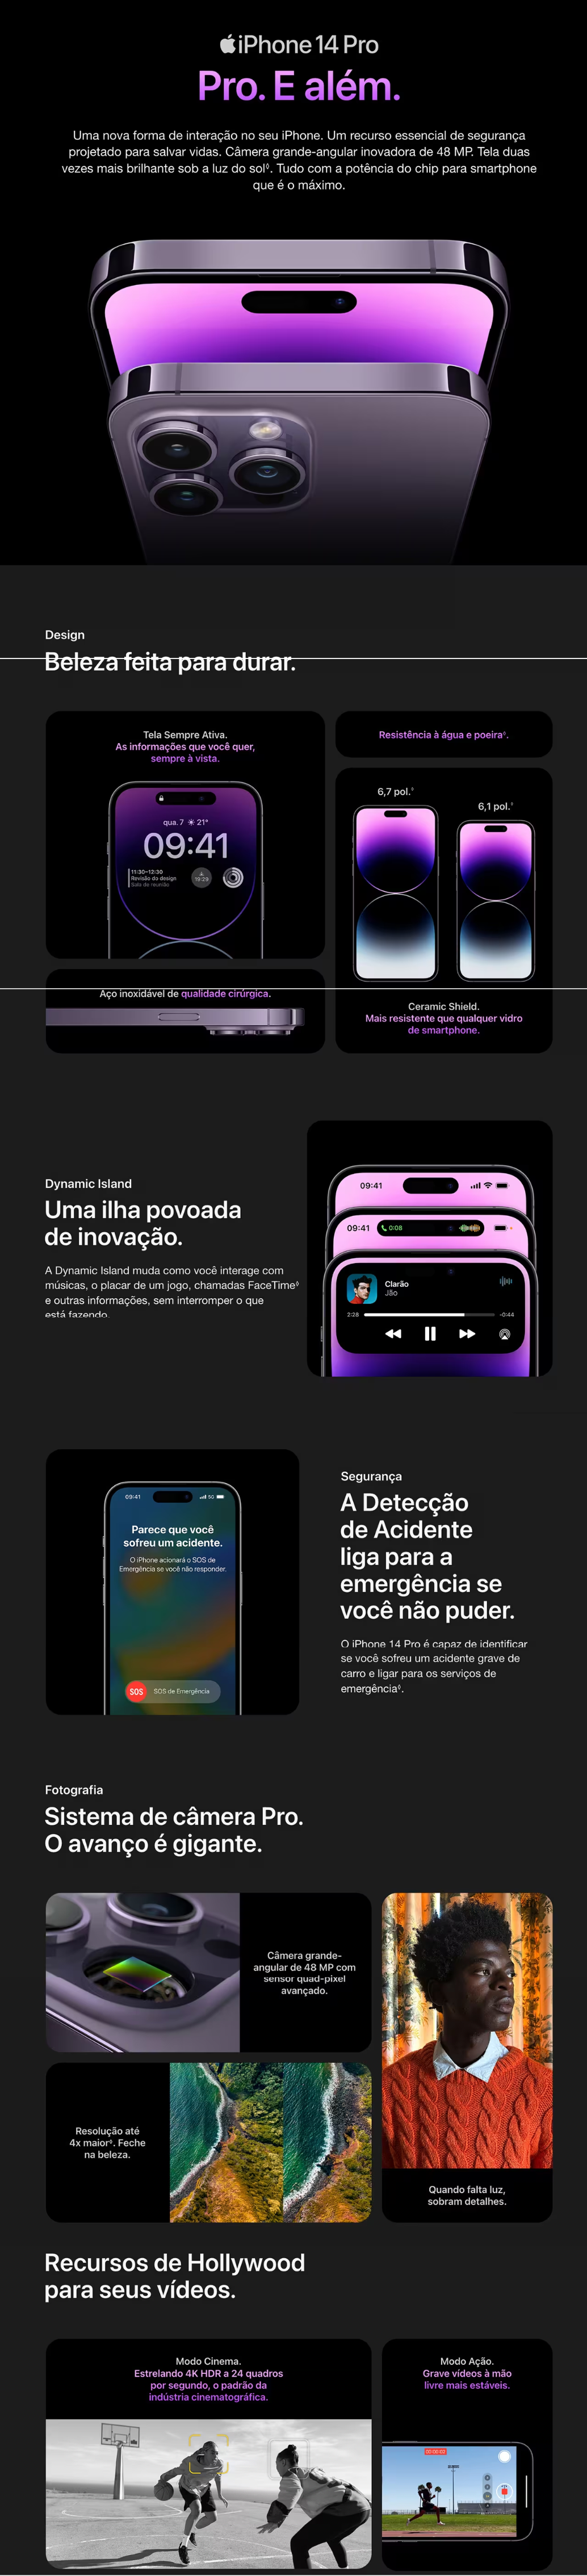 iPhone 14 Pro
Pro. E além.
Uma nova forma de interação no seu iPhone. Um recurso essencial de segurança
projetado para salvar vidas. Câmera grande-angular inovadora de 48 MP. Tela duas
vezes mais brilhante sob a luz do sol◊. Tudo com a potência do chip para smartphone
que é o máximo.
Design
Beleza feita para durar.
Tela Sempre Ativa.
As informações que você quer,
sempre à vista.
qua. 7 21°
09:41
11:30–12:30
Revisão do design
Sala de reunião
19:29
Resistência à água e poeira◊.
6,7 pol.◊
6,1 pol.◊
Ceramic Shield.
Mais resistente que qualquer vidro
de smartphone.
Aço inoxidável de qualidade cirúrgica.
Dynamic Island
Uma ilha povoada
de inovação.
A Dynamic Island muda como você interage com
músicas, o placar de um jogo, chamadas FaceTime◊
e outras informações, sem interromper o que
está fazendo.
09:41
09:41 0:08
Clarão
Jão
2:28 -0:44
09:41 5G
Parece que você
sofreu um acidente.
O iPhone acionará o SOS de
Emergência se você não responder.
SOS SOS de Emergência
Segurança
A Detecção
de Acidente
liga para a
emergência se
você não puder.
O iPhone 14 Pro é capaz de identificar
se você sofreu um acidente grave de
carro e ligar para os serviços de
emergência◊.
Fotografia
Sistema de câmera Pro.
O avanço é gigante.
Câmera grande-
angular de 48 MP com
sensor quad-pixel
avançado.
Resolução até
4x maior◊. Feche
na beleza.
Quando falta luz,
sobram detalhes.
Recursos de Hollywood
para seus vídeos.
Modo Cinema.
Estrelando 4K HDR a 24 quadros
por segundo, o padrão da
indústria cinematográfica.
Modo Ação.
Grave vídeos à mão
livre mais estáveis.